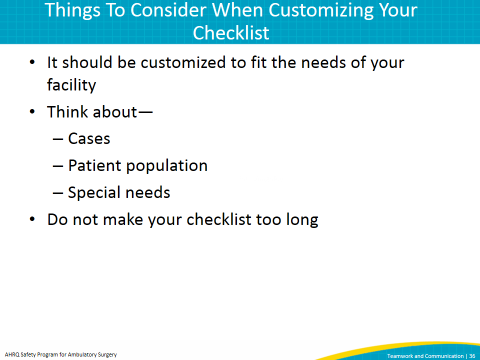 Things To Consider When Customizing Your
Checklist
• It should be customized to fit the needs of your
facility
• Think about—
– Cases
– Patient population
– Special needs
• Do not make your checklist too long
AHRQ Safety Program for Ambulatory Surgery
Teamwork and Communication | 36